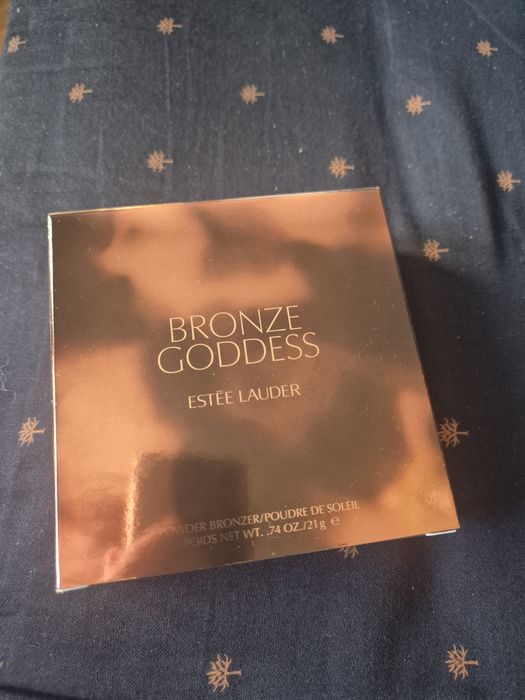 BRONZE
GODDESS
ESTĒE LAUDER
POWDER BRONZER/POUDRE DE SOLEIL
POIDS NET WT. .74 OZ./21g ℮